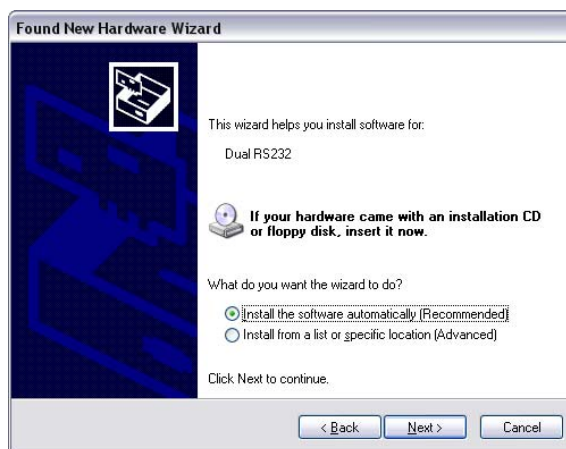 Found New Hardware Wizard
This wizard helps you install software for:
Dual RS232
If your hardware came with an installation CD
or floppy disk, insert it now.
What do you want the wizard to do?
Install the software automatically (Recommended)
Install from a list or specific location (Advanced)
Click Next to continue.
< Back
Next >
Cancel